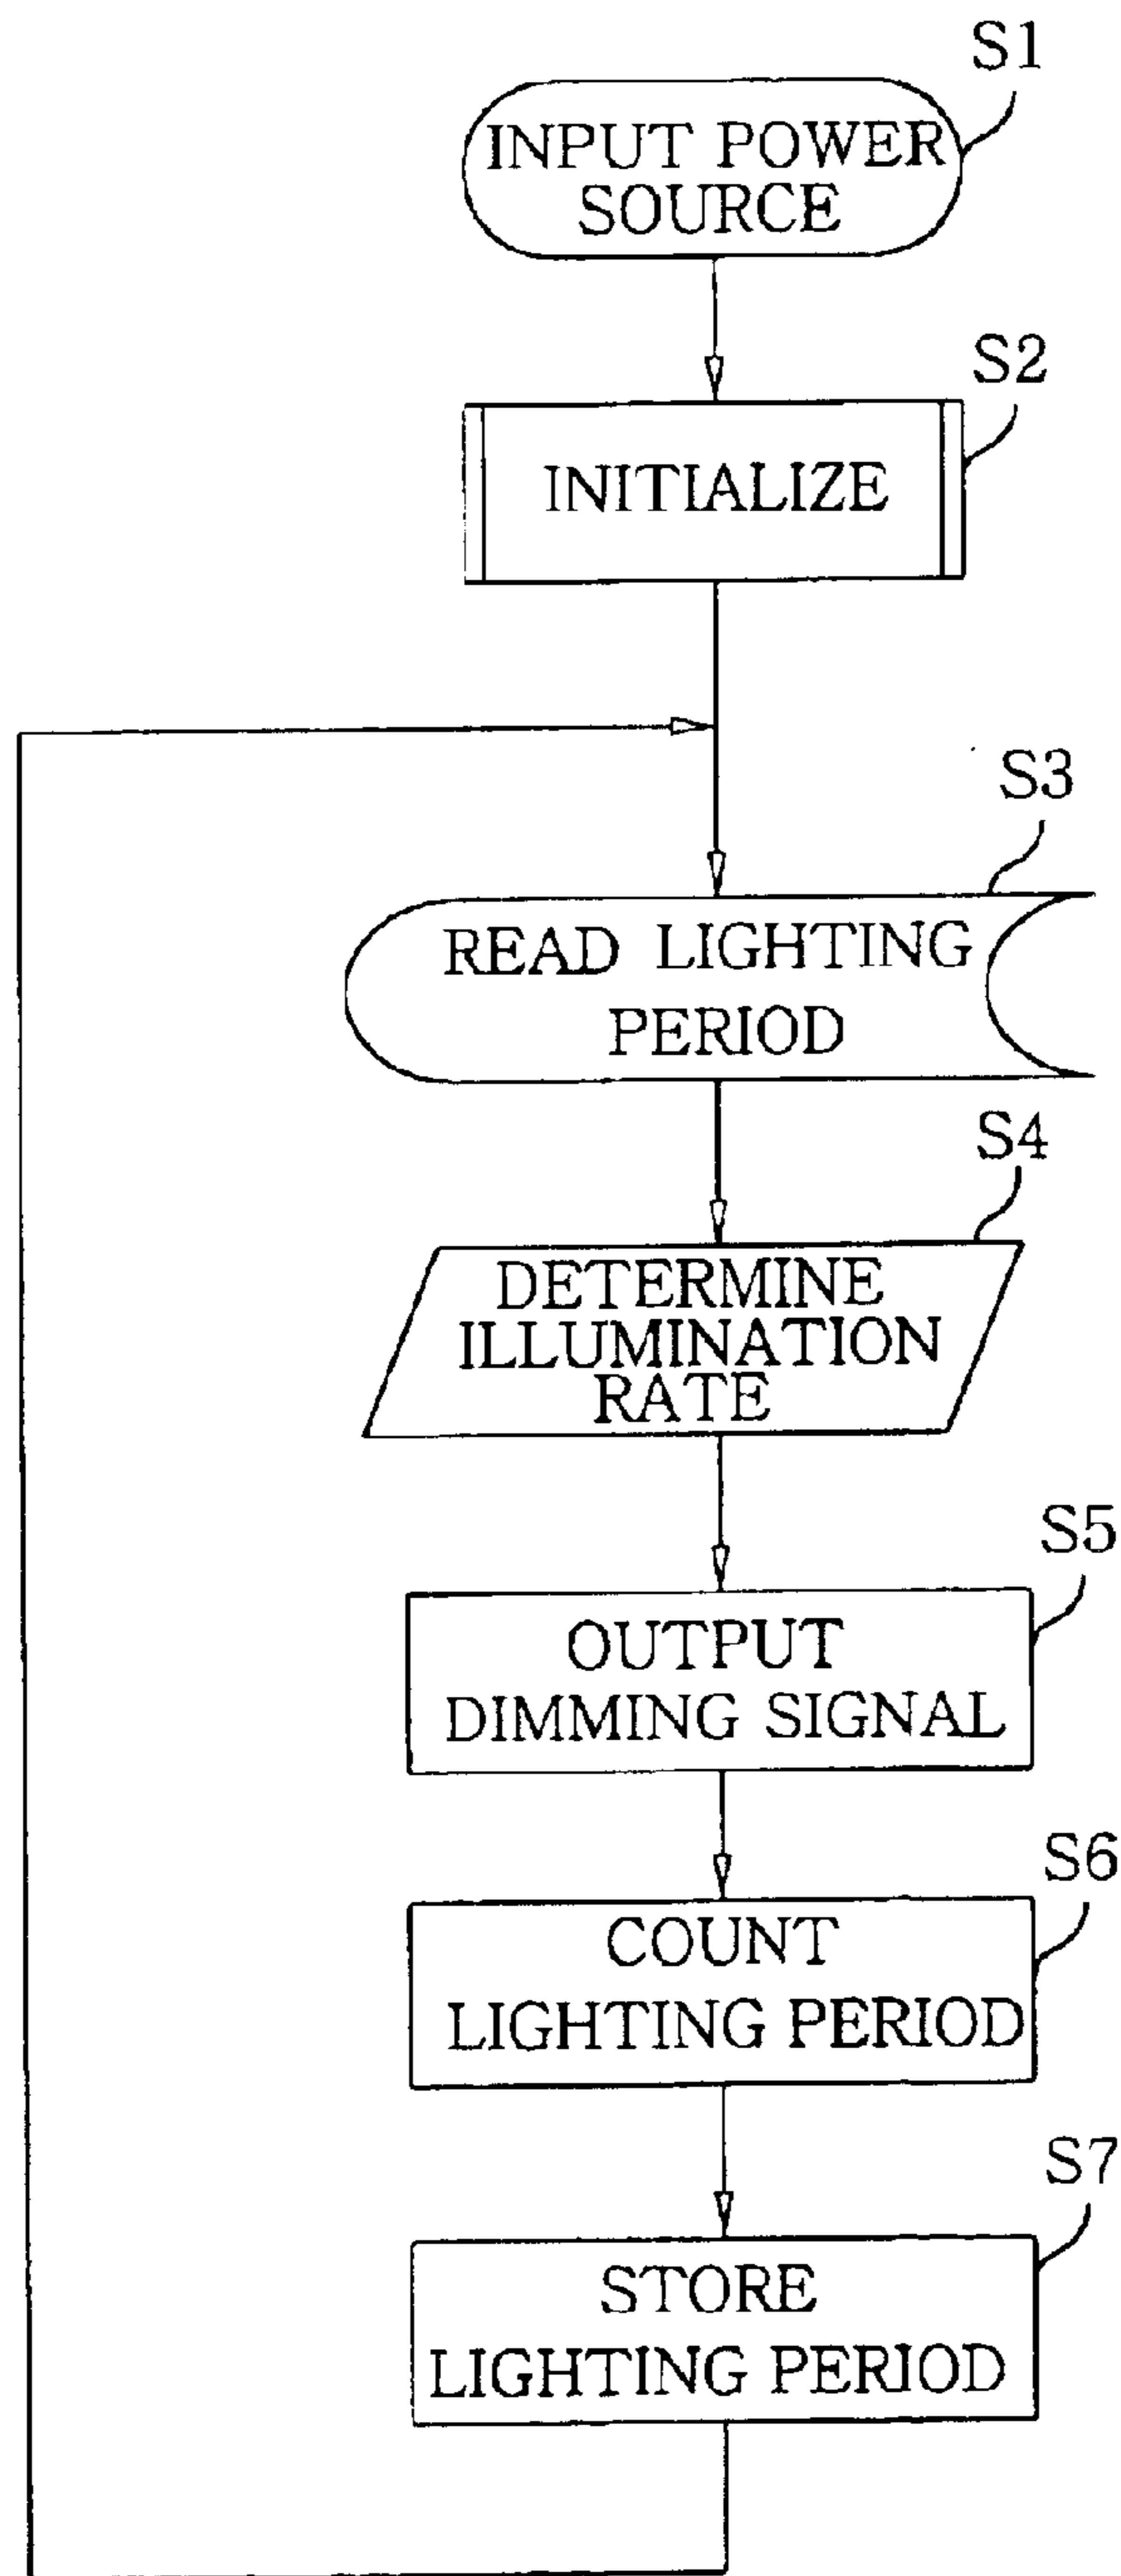 S1
INPUT POWER
SOURCE
S2
INITIALIZE
S3
READ LIGHTING
PERIOD
S4
DETERMINE
ILLUMINATION
RATE
S5
OUTPUT
DIMMING SIGNAL
S6
COUNT
LIGHTING PERIOD
S7
STORE
LIGHTING PERIOD